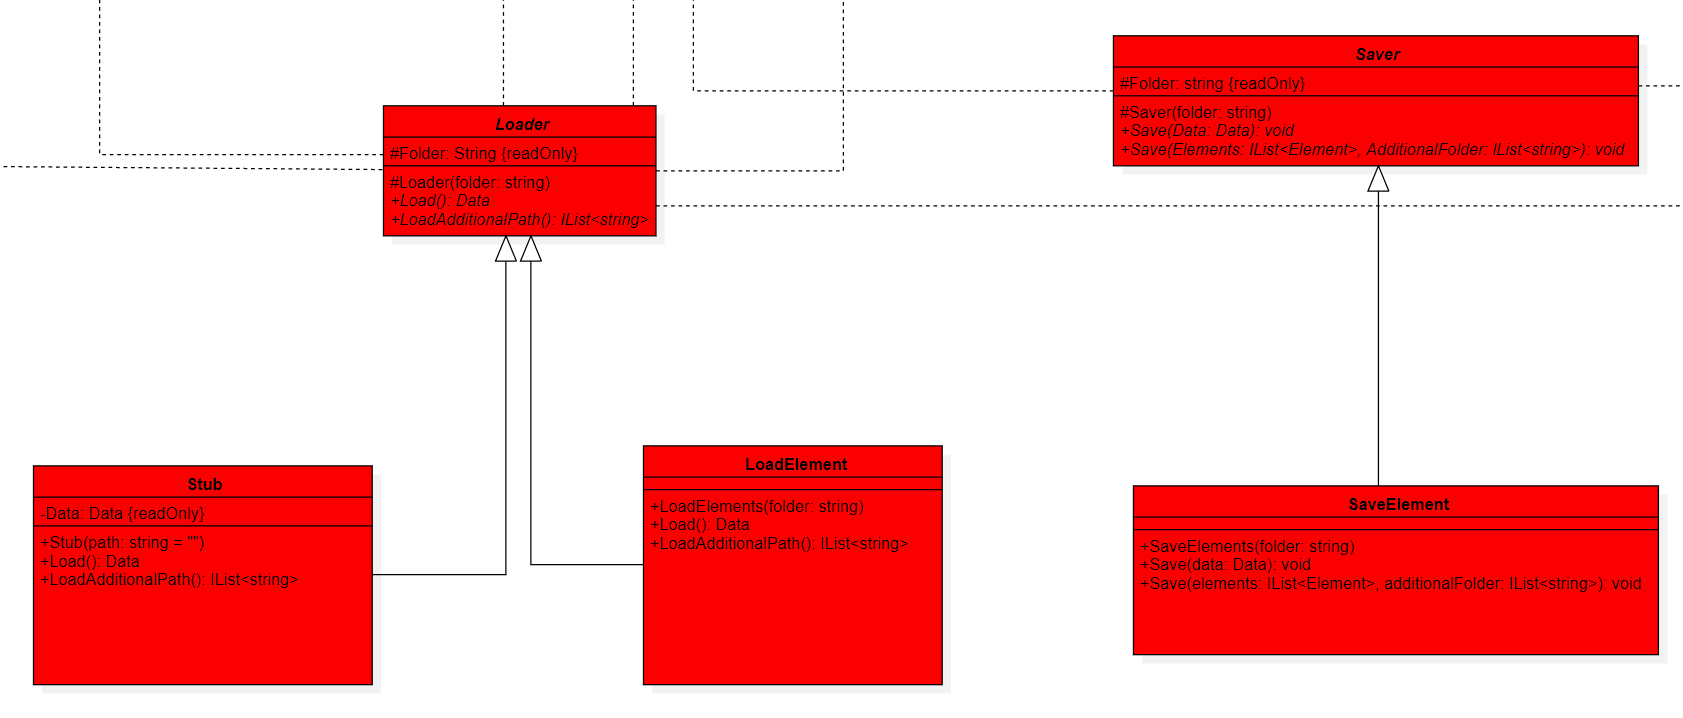 Saver
#Folder: string {readOnly}
#Saver(folder: string)
+Save(Data: Data): void
+Save(Elements: IList<Element>, AdditionalFolder: IList<string>): void
Loader
#Folder: String {readOnly}
#Loader(folder: string)
+Load(): Data
+LoadAdditionalPath(): IList<string>
Stub
-Data: Data {readOnly}
+Stub(path: string = "")
+Load(): Data
+LoadAdditionalPath(): IList<string>
LoadElement
+LoadElements(folder: string)
+Load(): Data
+LoadAdditionalPath(): IList<string>
SaveElement
+SaveElements(folder: string)
+Save(data: Data): void
+Save(elements: IList<Element>, additionalFolder: IList<string>): void